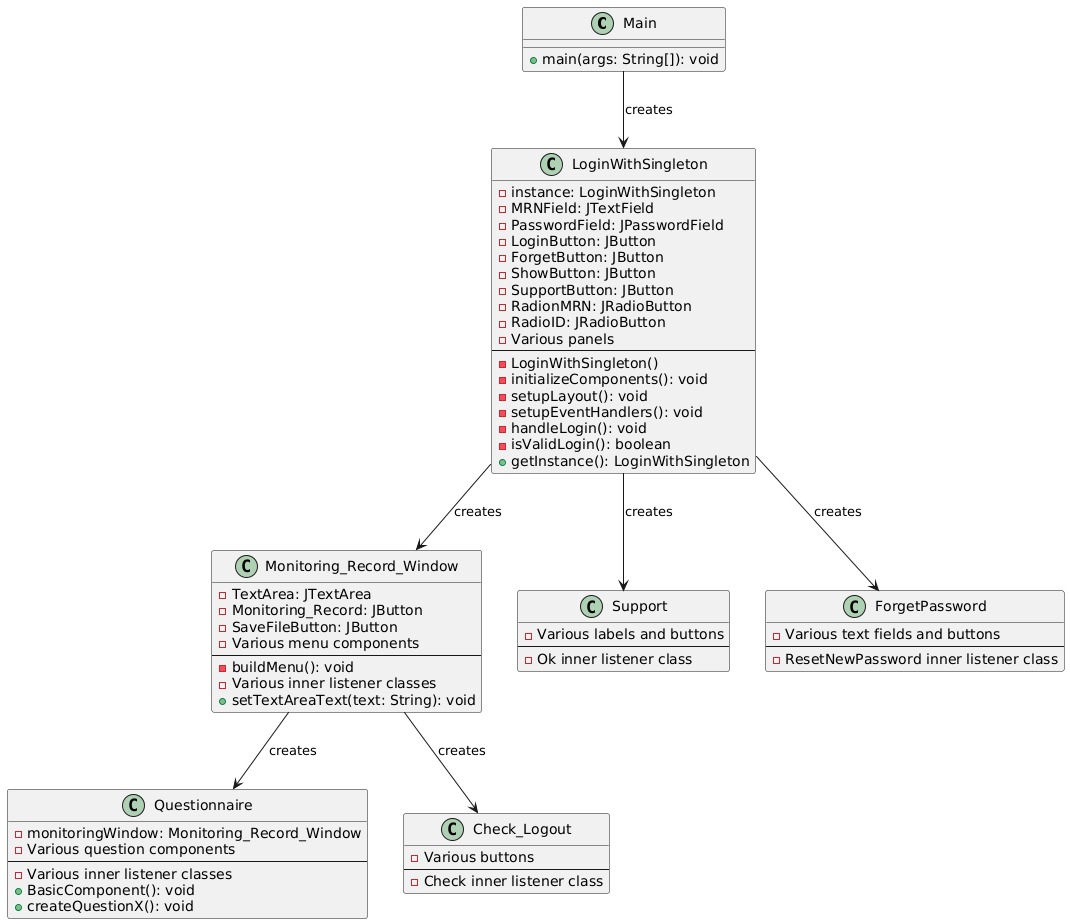 C Main
main(args: String[]): void
creates
C LoginWithSingleton
instance: LoginWithSingleton
MRNField: JTextField
PasswordField: JPasswordField
LoginButton: JButton
ForgetButton: JButton
ShowButton: JButton
SupportButton: JButton
RadionMRN: JRadioButton
RadioID: JRadioButton
Various panels
LoginWithSingleton()
initializeComponents(): void
setupLayout(): void
setupEventHandlers(): void
handleLogin(): void
isValidLogin(): boolean
getInstance(): LoginWithSingleton
creates
creates
creates
C Monitoring_Record_Window
TextArea: JTextArea
Monitoring_Record: JButton
SaveFileButton: JButton
Various menu components
buildMenu(): void
Various inner listener classes
setTextAreaText(text: String): void
C Support
Various labels and buttons
Ok inner listener class
C ForgetPassword
Various text fields and buttons
ResetNewPassword inner listener class
creates
creates
C Questionnaire
monitoringWindow: Monitoring_Record_Window
Various question components
Various inner listener classes
BasicComponent(): void
createQuestionX(): void
C Check_Logout
Various buttons
Check inner listener class